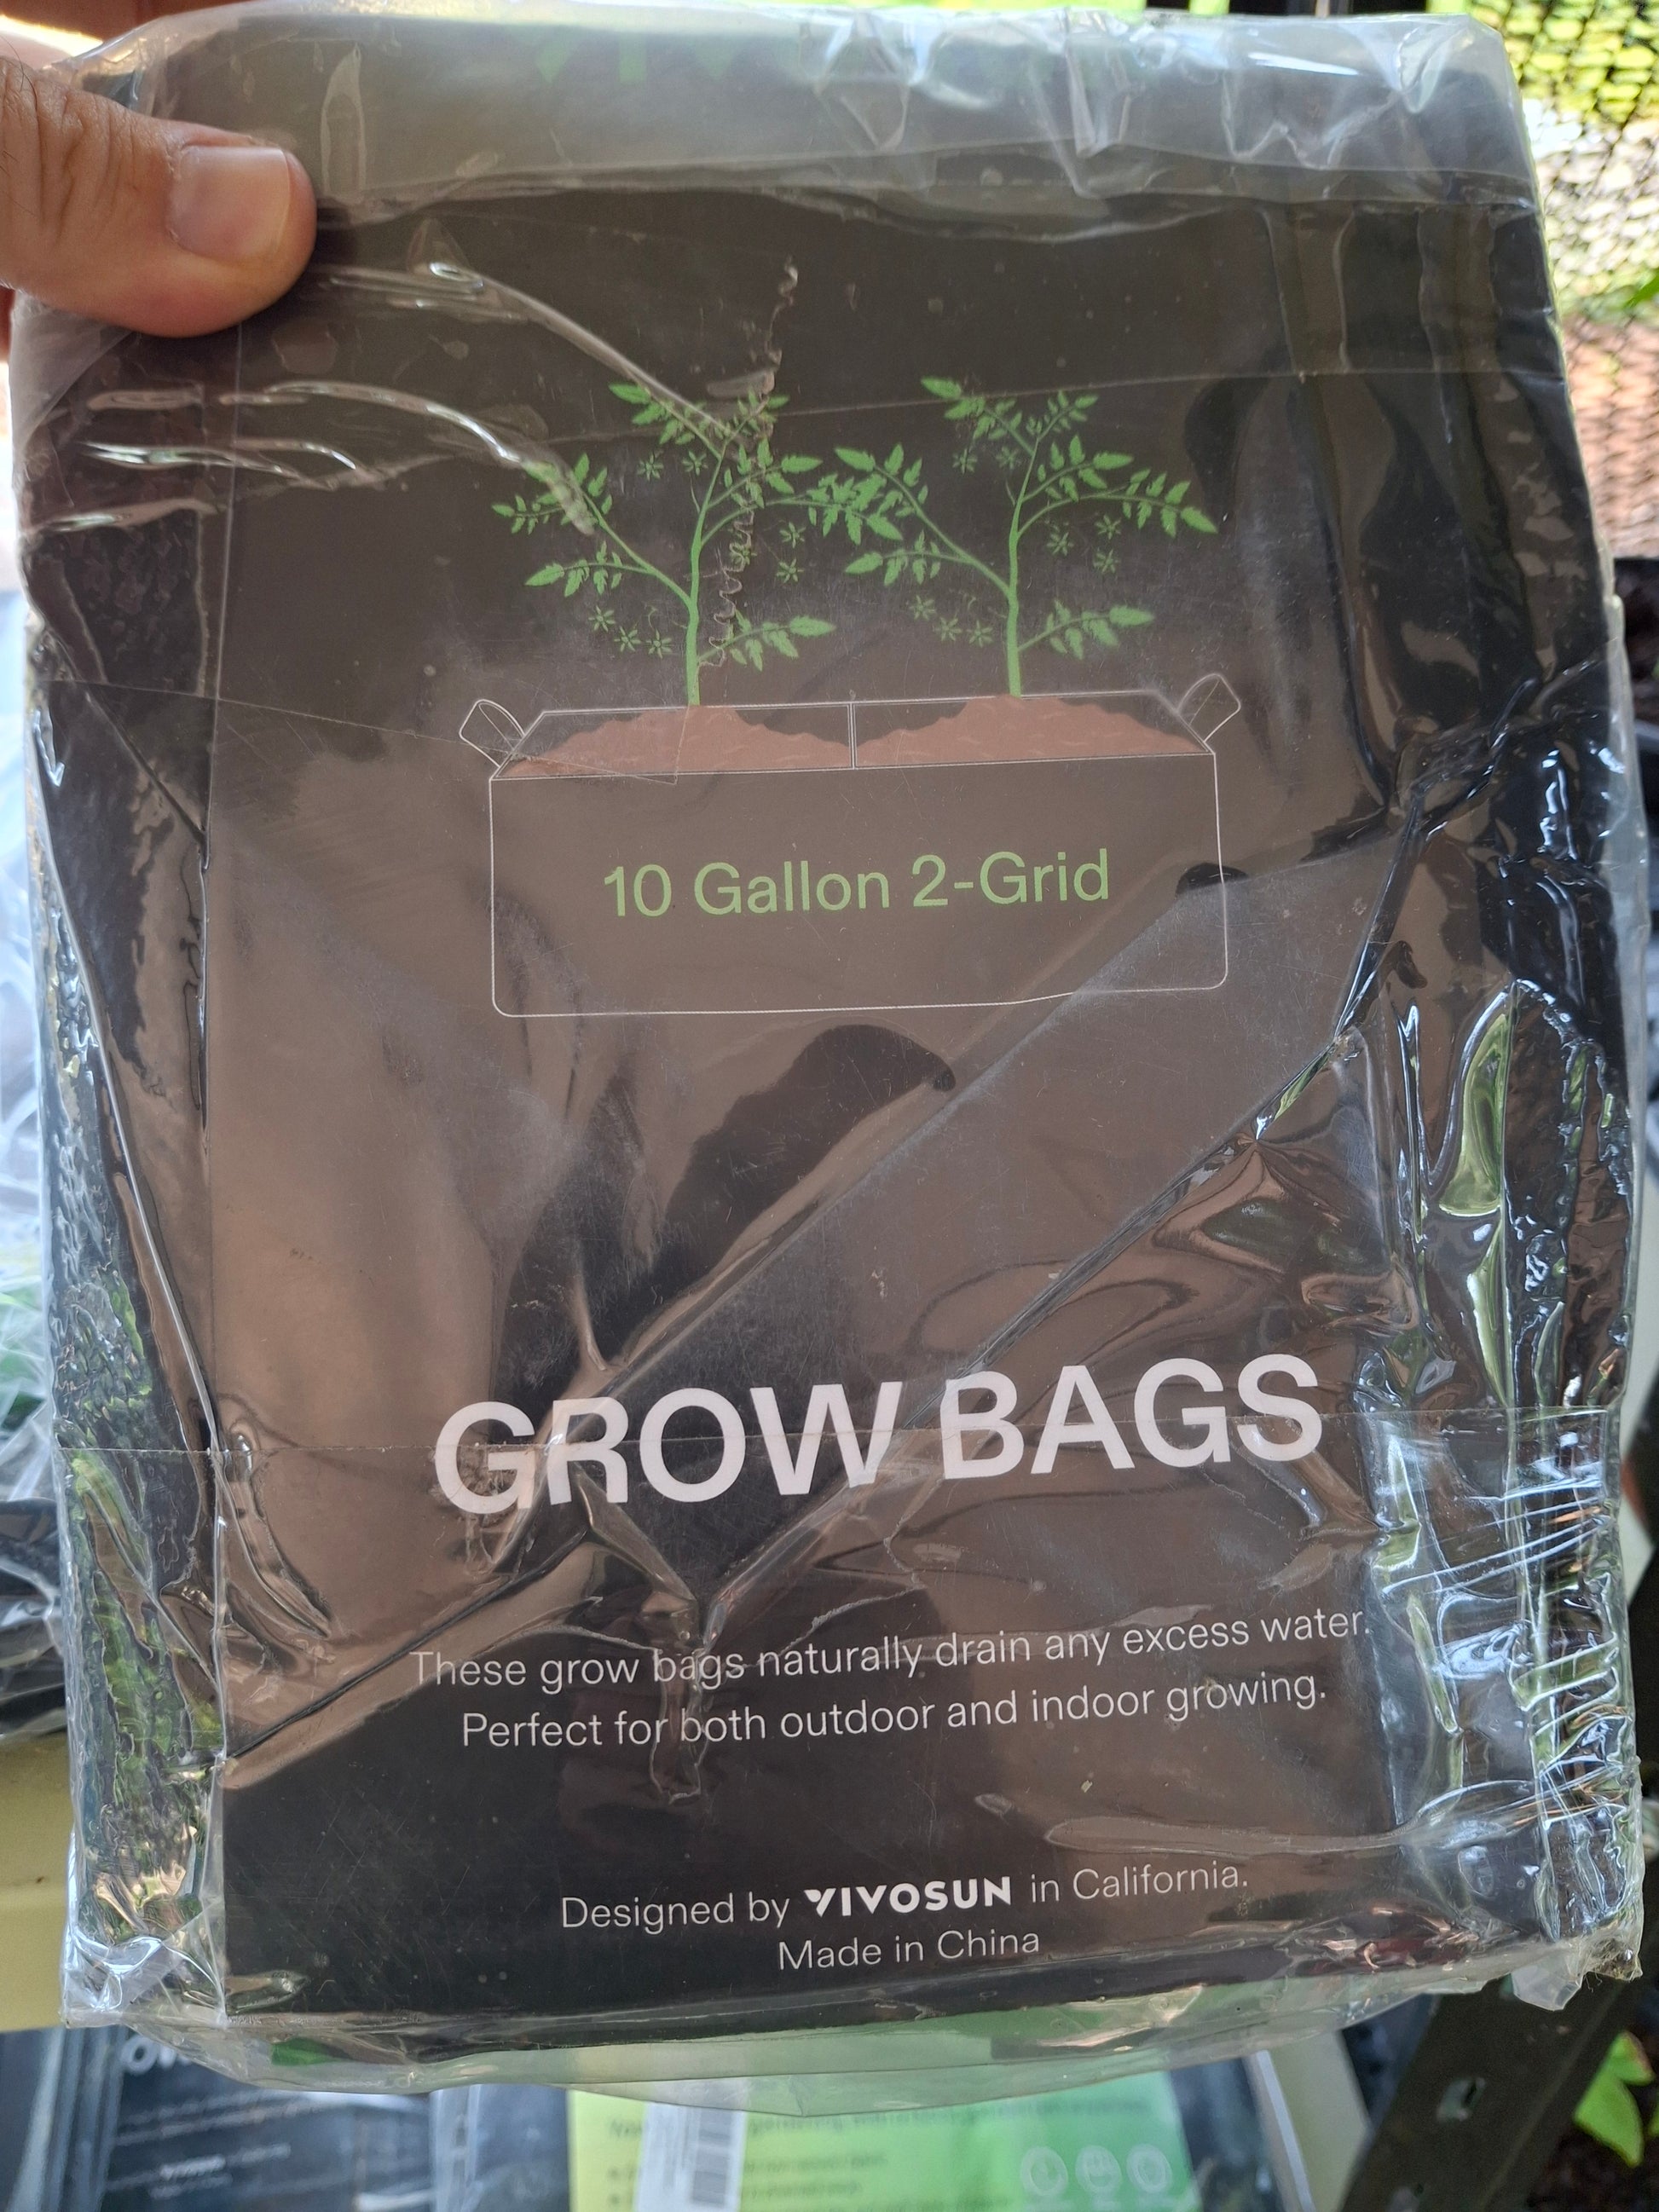 10 Gallon 2-Grid
GROW BAGS
These grow bags naturally drain any excess water.
Perfect for both outdoor and indoor growing.
Designed by VIVOSUN in California.
Made in China